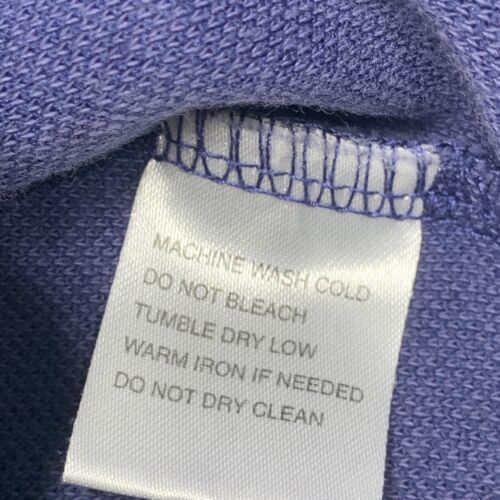 MACHINE WASH COLD
DO NOT BLEACH
TUMBLE DRY LOW
WARM IRON IF NEEDED
DO NOT DRY CLEAN